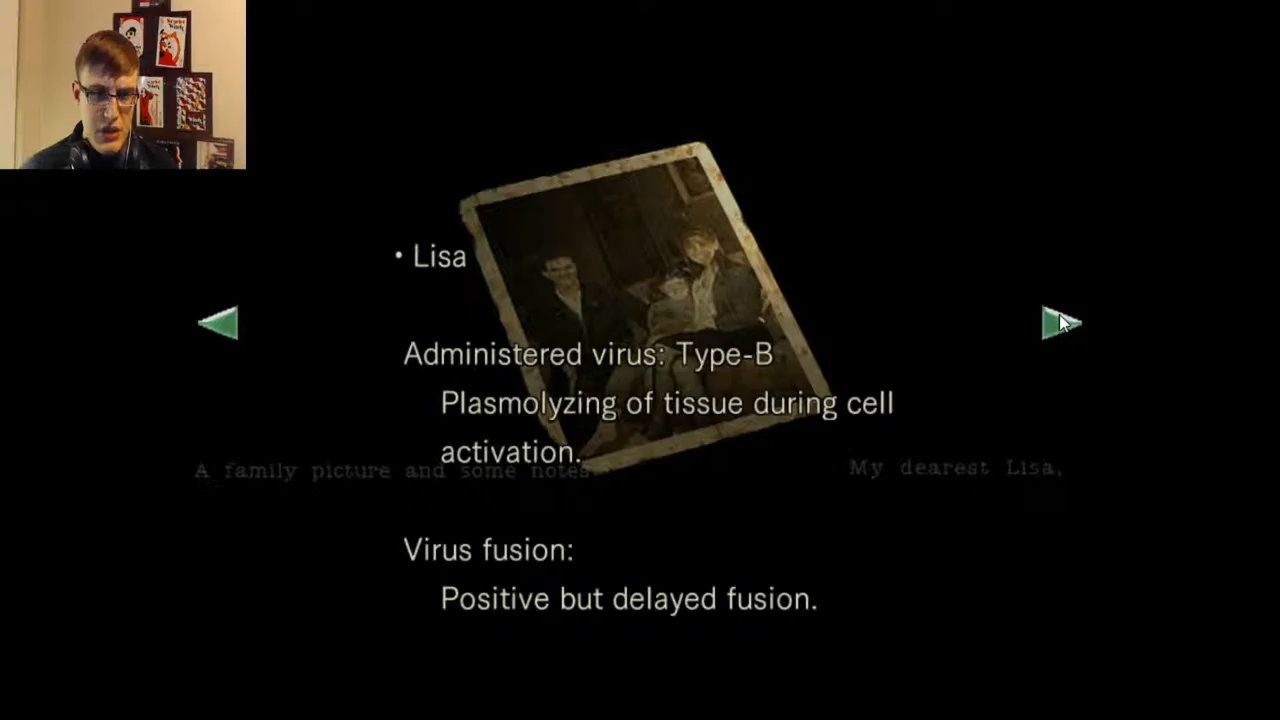 • Lisa
Administered virus: Type-B
Plasmolyzing of tissue during cell
activation.
A family picture and some notes
My dearest Lisa,
Virus fusion:
Positive but delayed fusion.